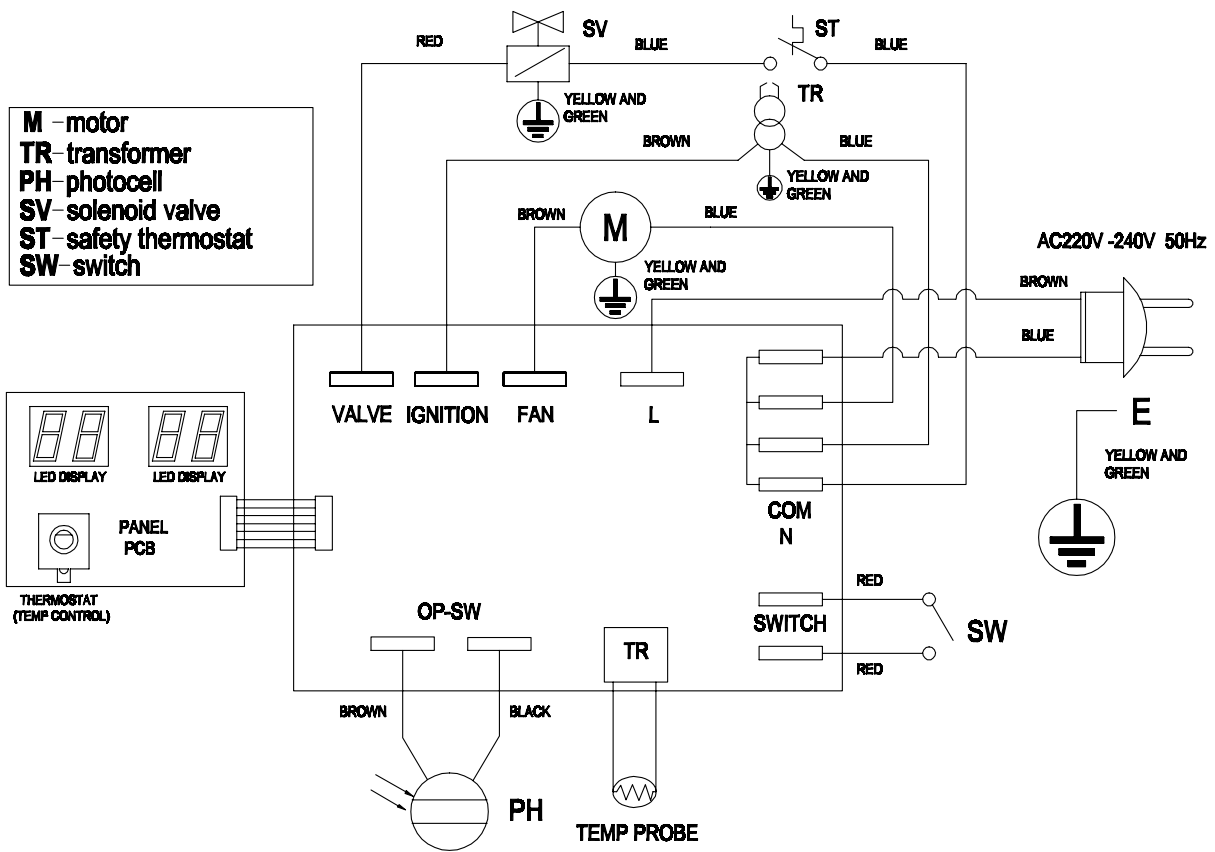 SV
ST
RED
BLUE
BLUE
YELLOW AND
GREEN
TR
M - motor
TR-transformer
PH-photocell
SV-solenoid valve
ST-safety thermostat
SW-switch
BROWN
BLUE
YELLOW AND
GREEN
BROWN
M
BLUE
YELLOW AND
GREEN
AC220V -240V 50Hz
BROWN
BLUE
VALVE
IGNITION
FAN
L
E
YELLOW AND
GREEN
88
88
LED DISPLAY
LED DISPLAY
PANEL
PCB
THERMOSTAT
(TEMP CONTROL)
COM
N
RED
SWITCH
SW
RED
OP-SW
TR
BROWN
BLACK
PH
TEMP PROBE